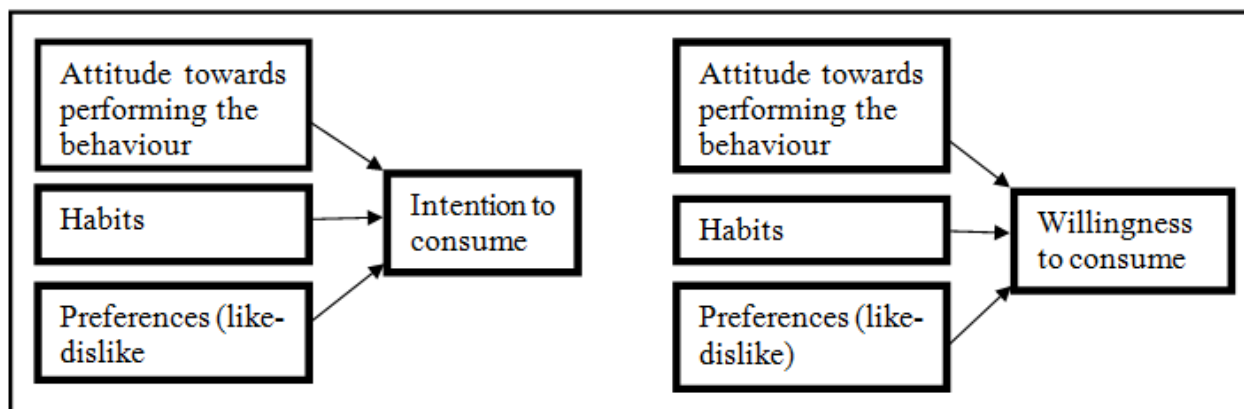 Attitude towards
performing the
behaviour
Habits
Preferences (like-
dislike
Intention to
consume
Attitude towards
performing the
behaviour
Habits
Preferences (like-
dislike)
Willingness
to consume